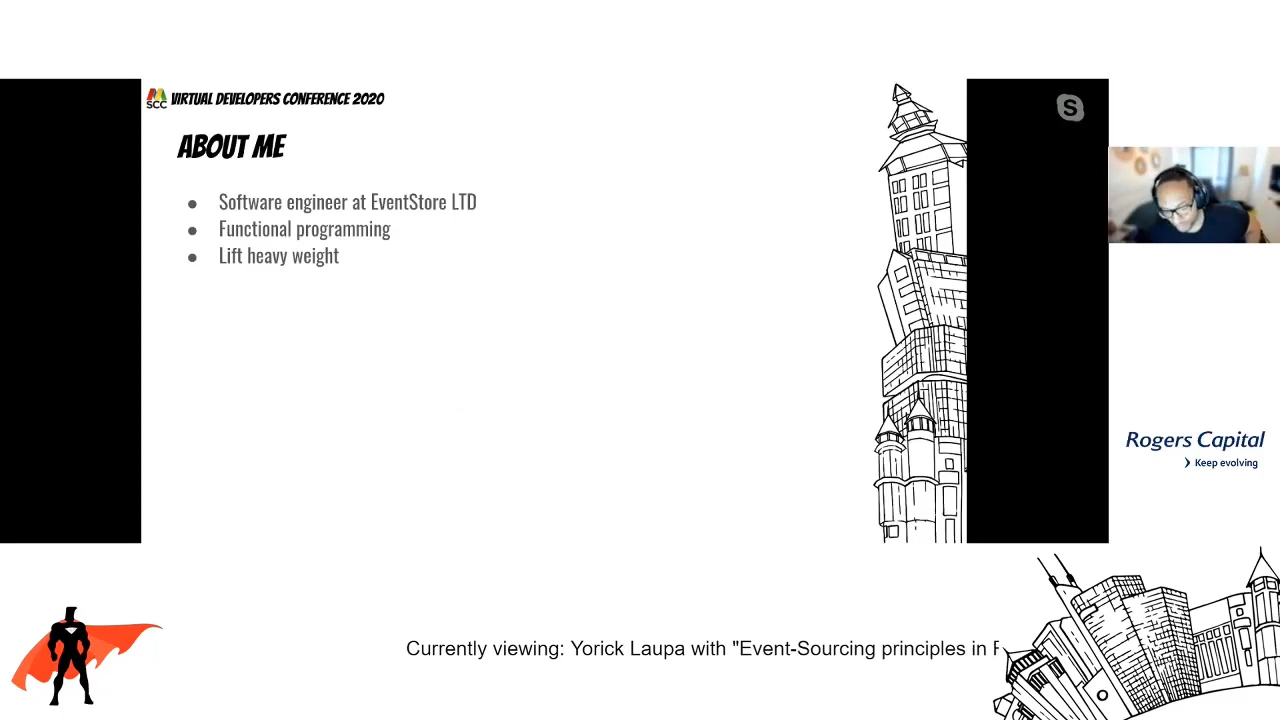 MSCC VIRTUAL DEVELOPERS CONFERENCE 2020
ABOUT ME
● Software engineer at EventStore LTD
● Functional programming
● Lift heavy weight
S
Rogers Capital
Keep evolving
Currently viewing: Yorick Laupa with "Event-Sourcing principles in